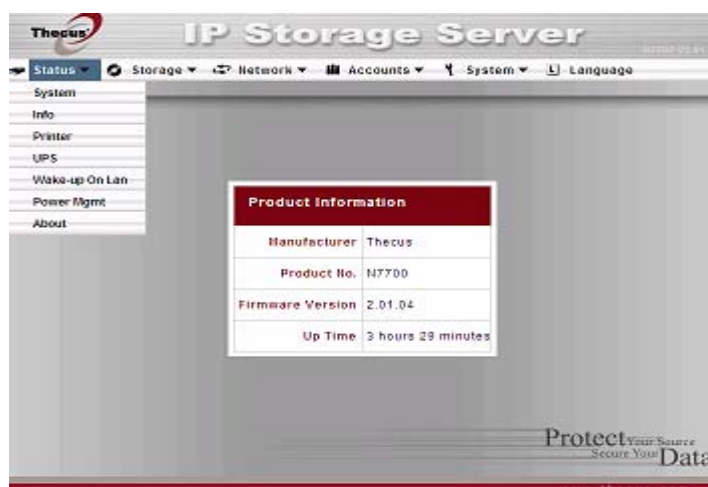 Thecus
IP Storage Server
Status Storage Network Accounts System Language
System
Info
Printer
UPS
Wake-up On Lan
Power Mgmt
About
Product Information
Manufacturer Thecus
Product No. N7700
Firmware Version 2.01.04
Up Time 3 hours 29 minutes
Protect Your Source
Secure Your Data